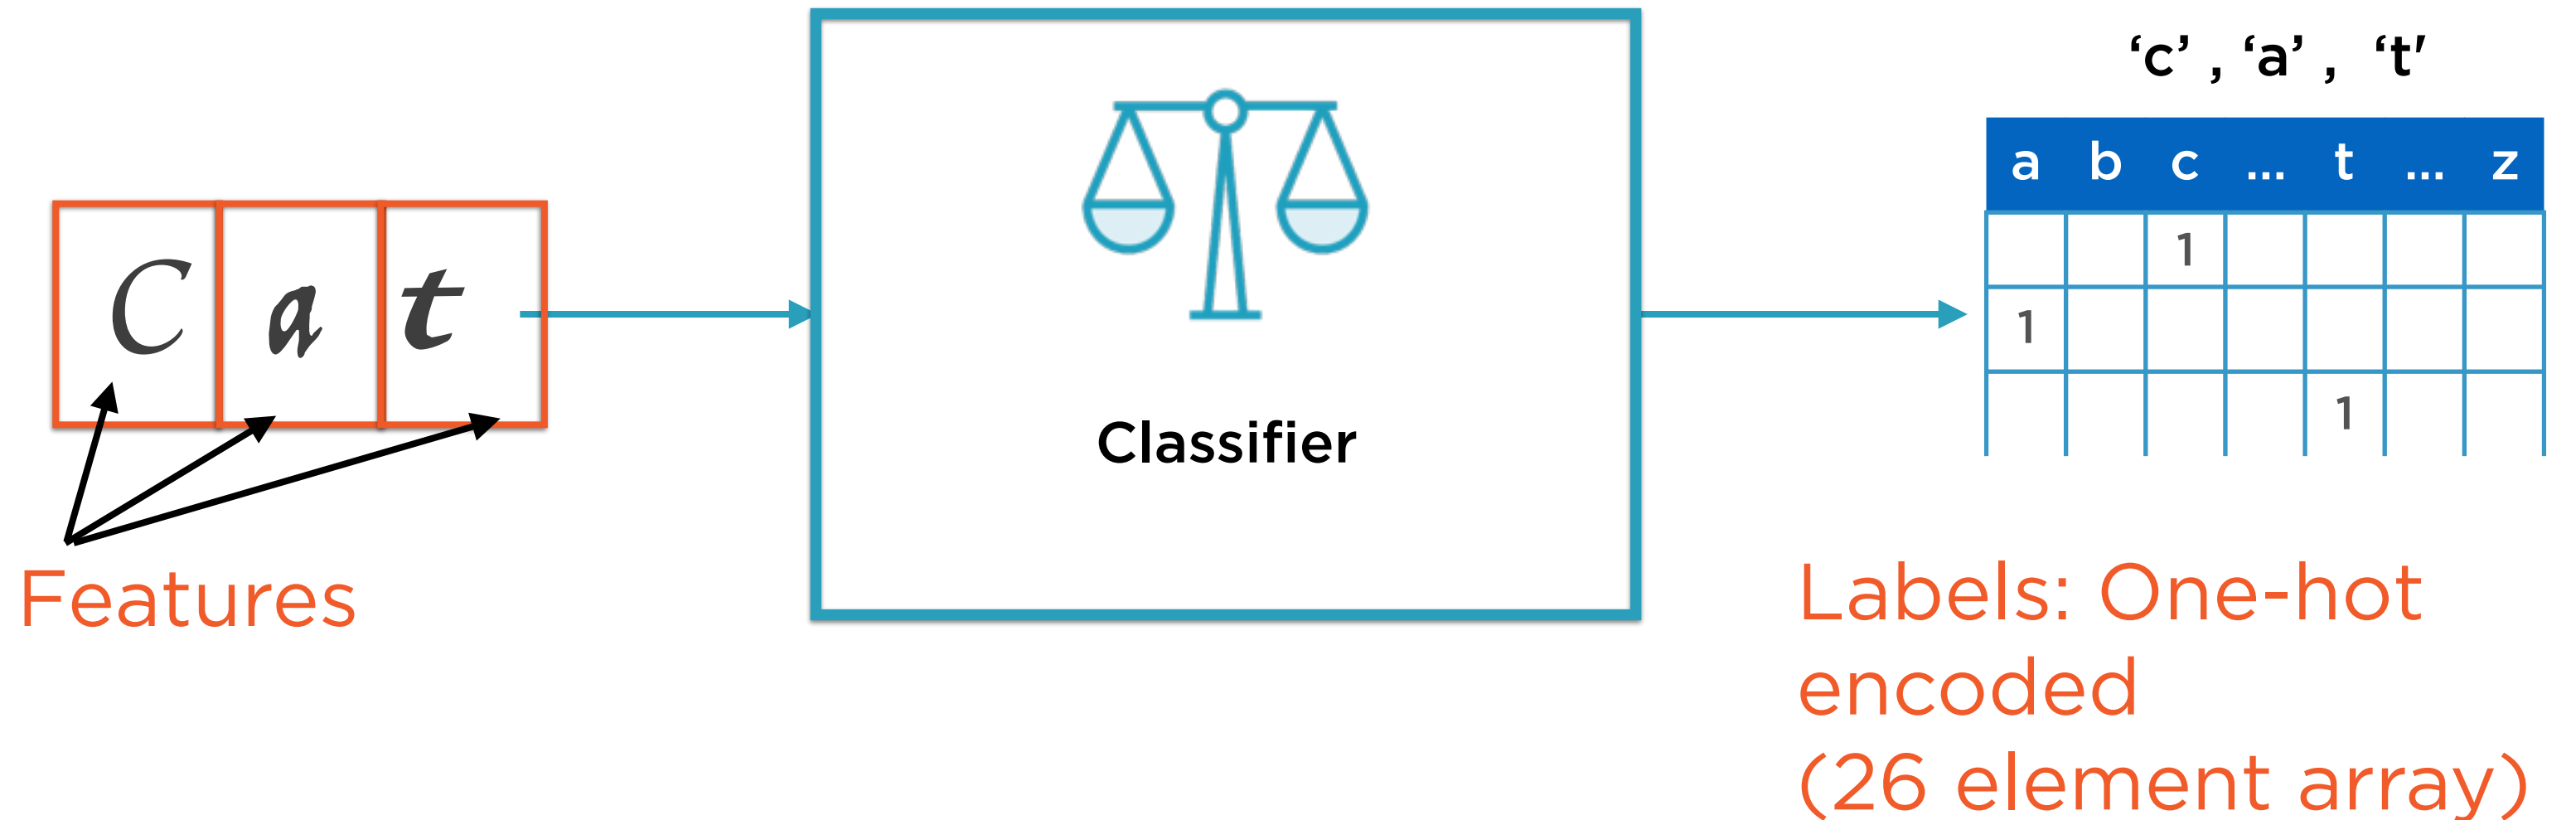 C a t
Features
Classifier
‘c’ , ‘a’ , ‘t'
a b c ... t ... z
1
1
1
Labels: One-hot
encoded
(26 element array)